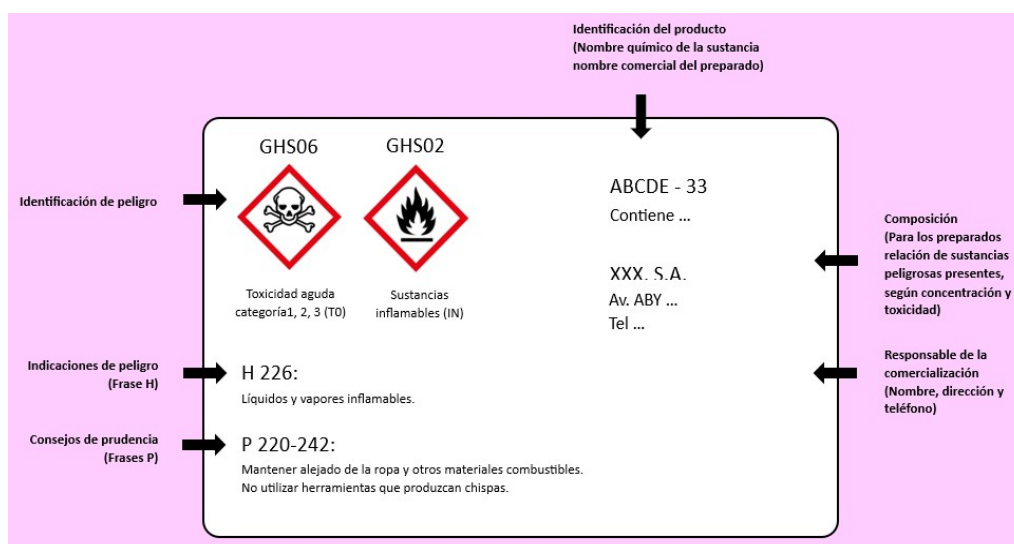 Identificación del producto
(Nombre químico de la sustancia
nombre comercial del preparado)
GHS06
GHS02
Identificación de peligro
Toxicidad aguda
categoría1, 2, 3 (T0)
Sustancias
inflamables (IN)
ABCDE - 33
Contiene ...
XXX. S.A.
Av. ABY ...
Tel ...
Composición
(Para los preparados
relación de sustancias
peligrosas presentes,
según concentración y
toxicidad)
Responsable de la
comercialización
(Nombre, dirección y
teléfono)
Indicaciones de peligro
(Frase H)
H 226:
Líquidos y vapores inflamables.
Consejos de prudencia
(Frases P)
P 220-242:
Mantener alejado de la ropa y otros materiales combustibles.
No utilizar herramientas que produzcan chispas.